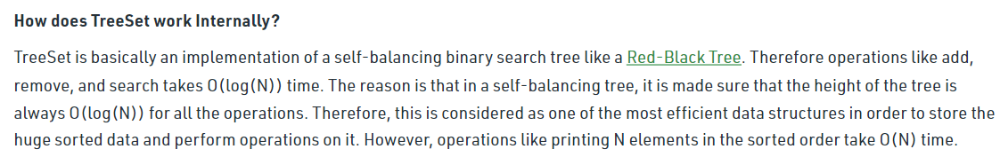 How does TreeSet work Internally?
TreeSet is basically an implementation of a self-balancing binary search tree like a Red-Black Tree. Therefore operations like add,
remove, and search takes O(log(N)) time. The reason is that in a self-balancing tree, it is made sure that the height of the tree is
always O(log(N)) for all the operations. Therefore, this is considered as one of the most efficient data structures in order to store the
huge sorted data and perform operations on it. However, operations like printing N elements in the sorted order take O(N) time.